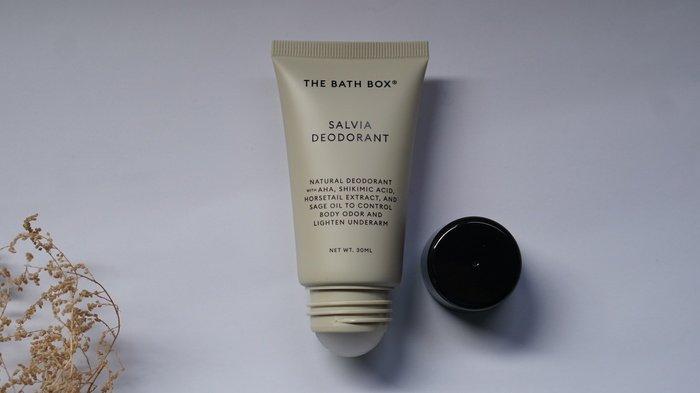 THE BATH BOX®
SALVIA
DEODORANT
NATURAL DEODORANT
WITH AHA, SHIKIMIC ACID,
HORSETAIL EXTRACT, AND
SAGE OIL TO CONTROL
BODY ODOR AND
LIGHTEN UNDERARM
NET WT. 30ML